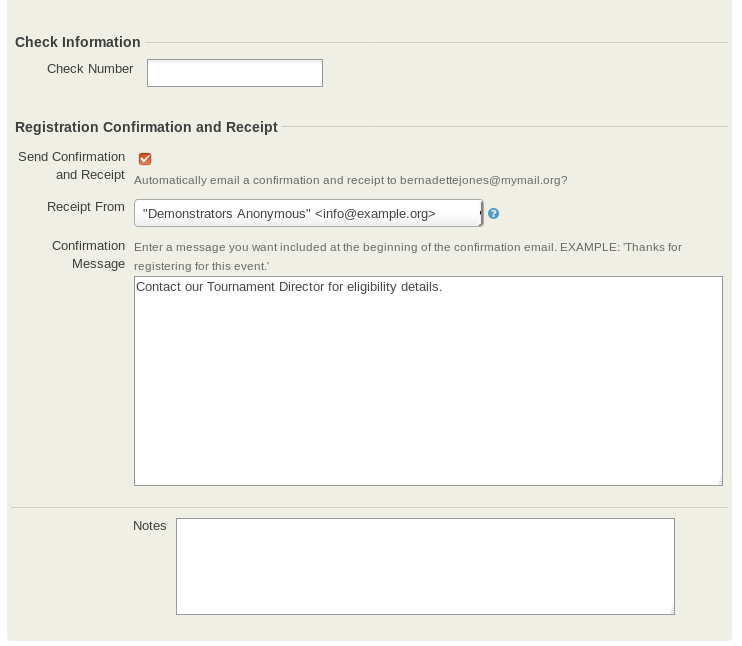 Check Information
Check Number
Registration Confirmation and Receipt
Send Confirmation
and Receipt
Automatically email a confirmation and receipt to bernadettejones@mymail.org?
Receipt From
"Demonstrators Anonymous" <info@example.org>
?
Confirmation
Message
Enter a message you want included at the beginning of the confirmation email. EXAMPLE: 'Thanks for
registering for this event.'
Contact our Tournament Director for eligibility details.
Notes